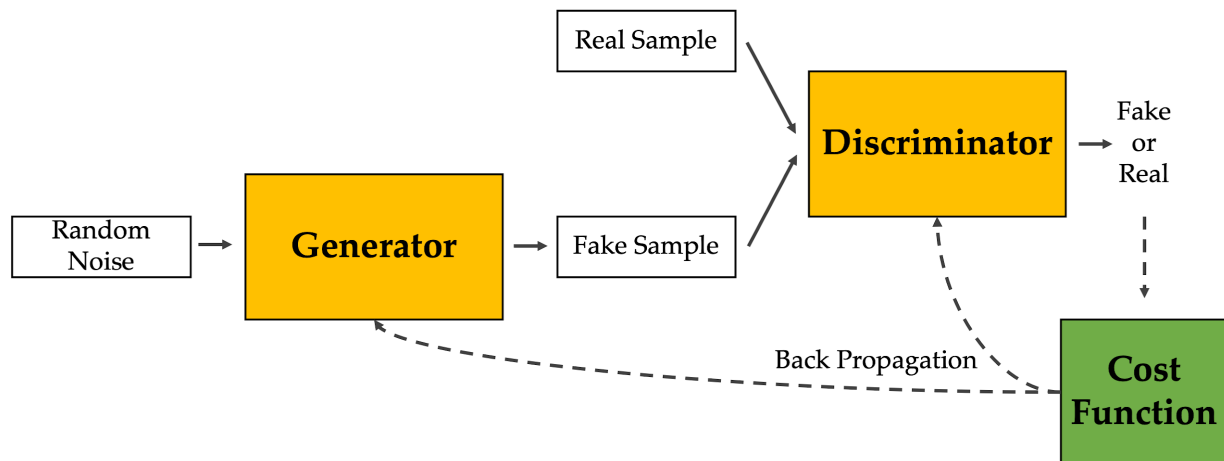 Real Sample
Discriminator
Fake
or
Real
Random
Noise
Generator
Fake Sample
Back Propagation
Cost
Function